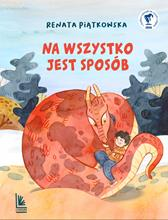 RENATA PIĄTKOWSKA
NA WSZYSTKO
JEST SPOSÓB